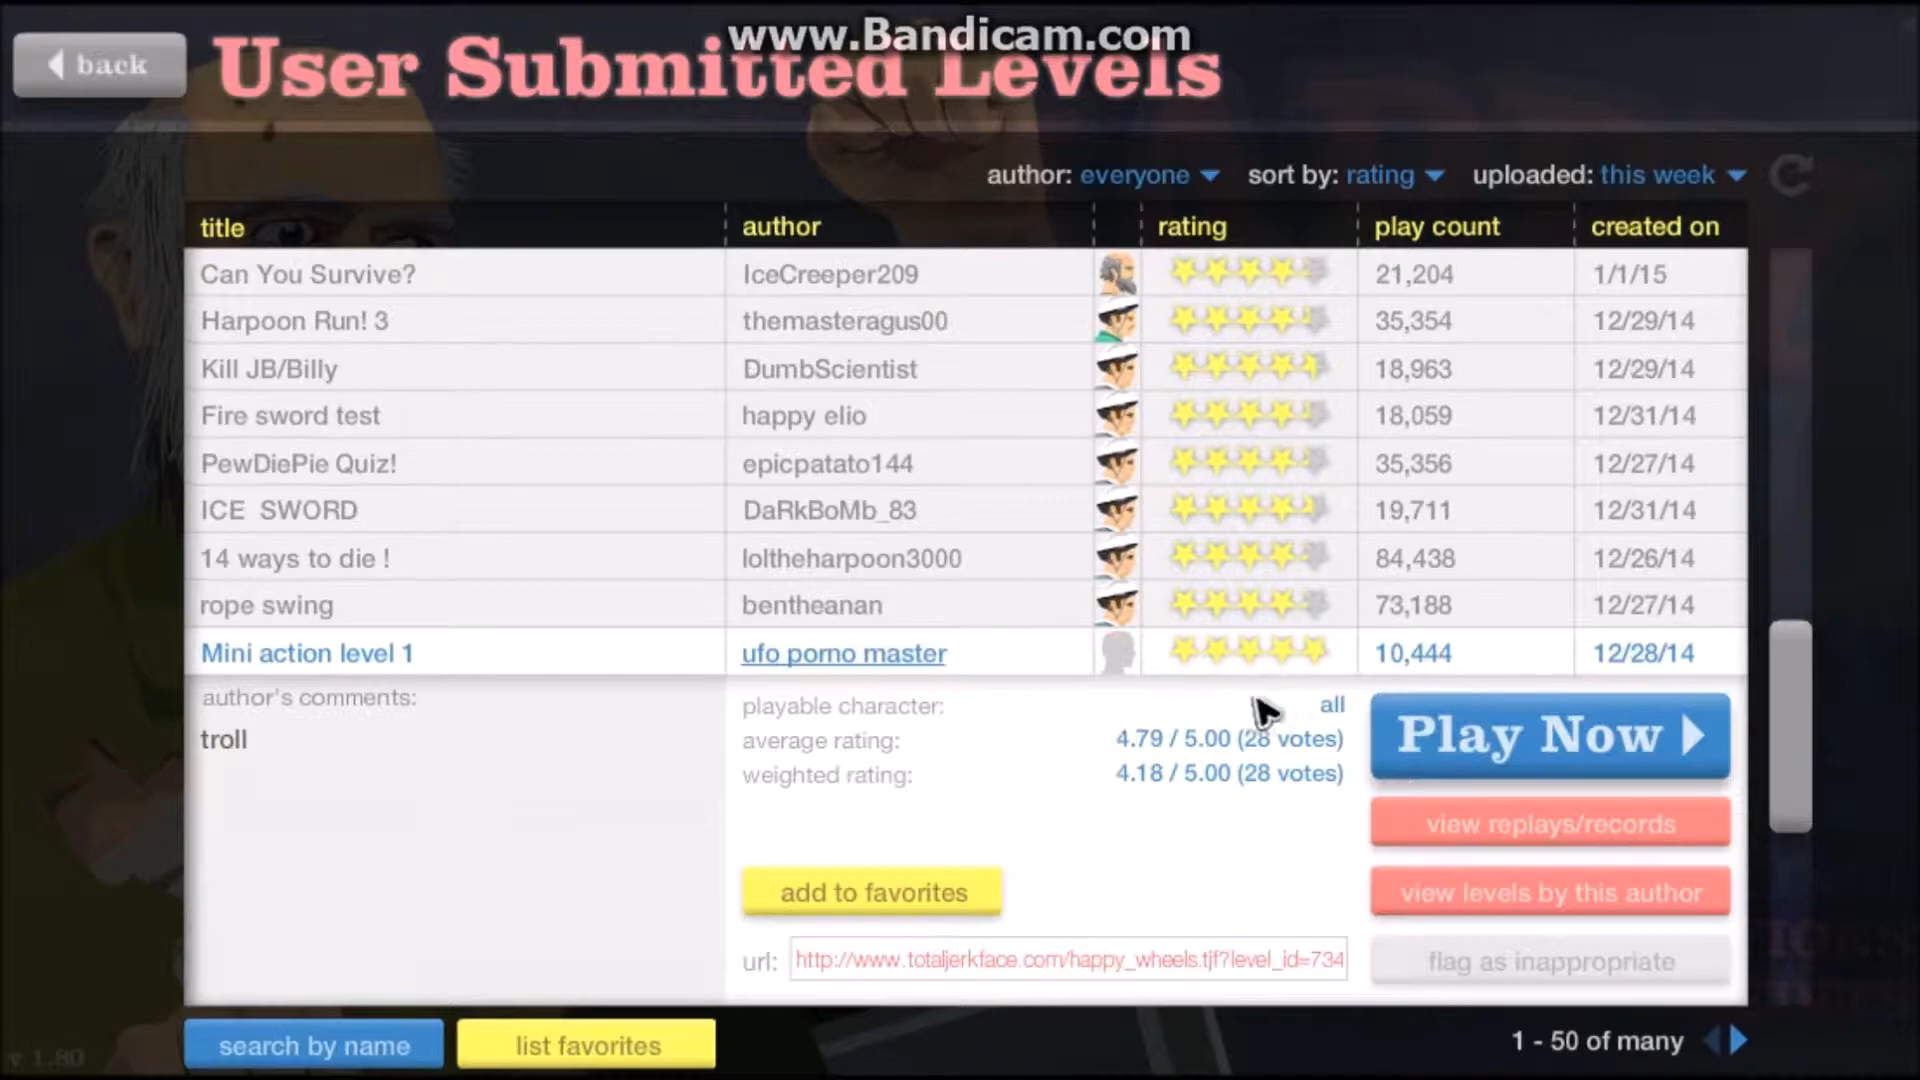 www.Bandicam.com
back
User Submitted Levels
author: everyone sort by: rating uploaded: this week
title author rating play count created on
Can You Survive? IceCreeper209 21,204 1/1/15
Harpoon Run! 3 themasteragus00 35,354 12/29/14
Kill JB/Billy DumbScientist 18,963 12/29/14
Fire sword test happy elio 18,059 12/31/14
PewDiePie Quiz! epicpatato144 35,356 12/27/14
ICE SWORD DaRkBoMb_83 19,711 12/31/14
14 ways to die ! loltheharpoon3000 84,438 12/26/14
rope swing bentheanan 73,188 12/27/14
Mini action level 1 ufo porno master 10,444 12/28/14
author's comments:
troll
playable character: all
average rating: 4.79 / 5.00 (28 votes)
weighted rating: 4.18 / 5.00 (28 votes)
Play Now
view replays/records
add to favorites
view levels by this author
url: http://www.totaljerkface.com/happy_wheels.tjf?level_id=734
flag as inappropriate
search by name
list favorites
1 - 50 of many
v 1.80